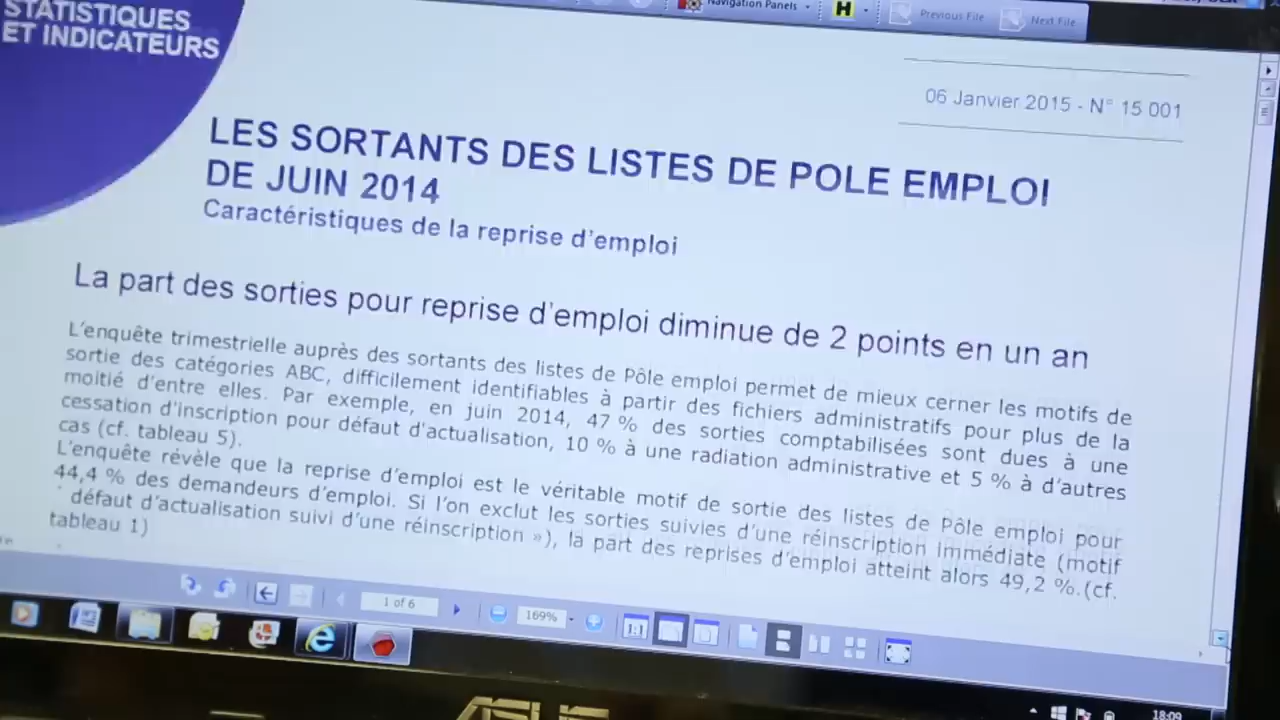 STATISTIQUES
ET INDICATEURS
Navigation Panels
H
Previous File
Next File
06 Janvier 2015 - N° 15 001
LES SORTANTS DES LISTES DE POLE EMPLOI
DE JUIN 2014
Caractéristiques de la reprise d'emploi
La part des sorties pour reprise d'emploi diminue de 2 points en un an
L'enquête trimestrielle auprès des sortants des listes de Pôle emploi permet de mieux cerner les motifs de
sortie des catégories ABC, difficilement identifiables à partir des fichiers administratifs pour plus de la
moitié d'entre elles. Par exemple, en juin 2014, 47 % des sorties comptabilisées sont dues à une
cessation d'inscription pour défaut d'actualisation, 10 % à une radiation administrative et 5 % à d'autres
cas (cf. tableau 5).
L'enquête révèle que la reprise d'emploi est le véritable motif de sortie des listes de Pôle emploi pour
44,4 % des demandeurs d'emploi. Si l'on exclut les sorties suivies d'une réinscription immédiate (motif
défaut d'actualisation suivi d'une réinscription »), la part des reprises d'emploi atteint alors 49,2 %.(cf.
tableau 1)
1 of 6
169%
1:1
18:09
ASUS